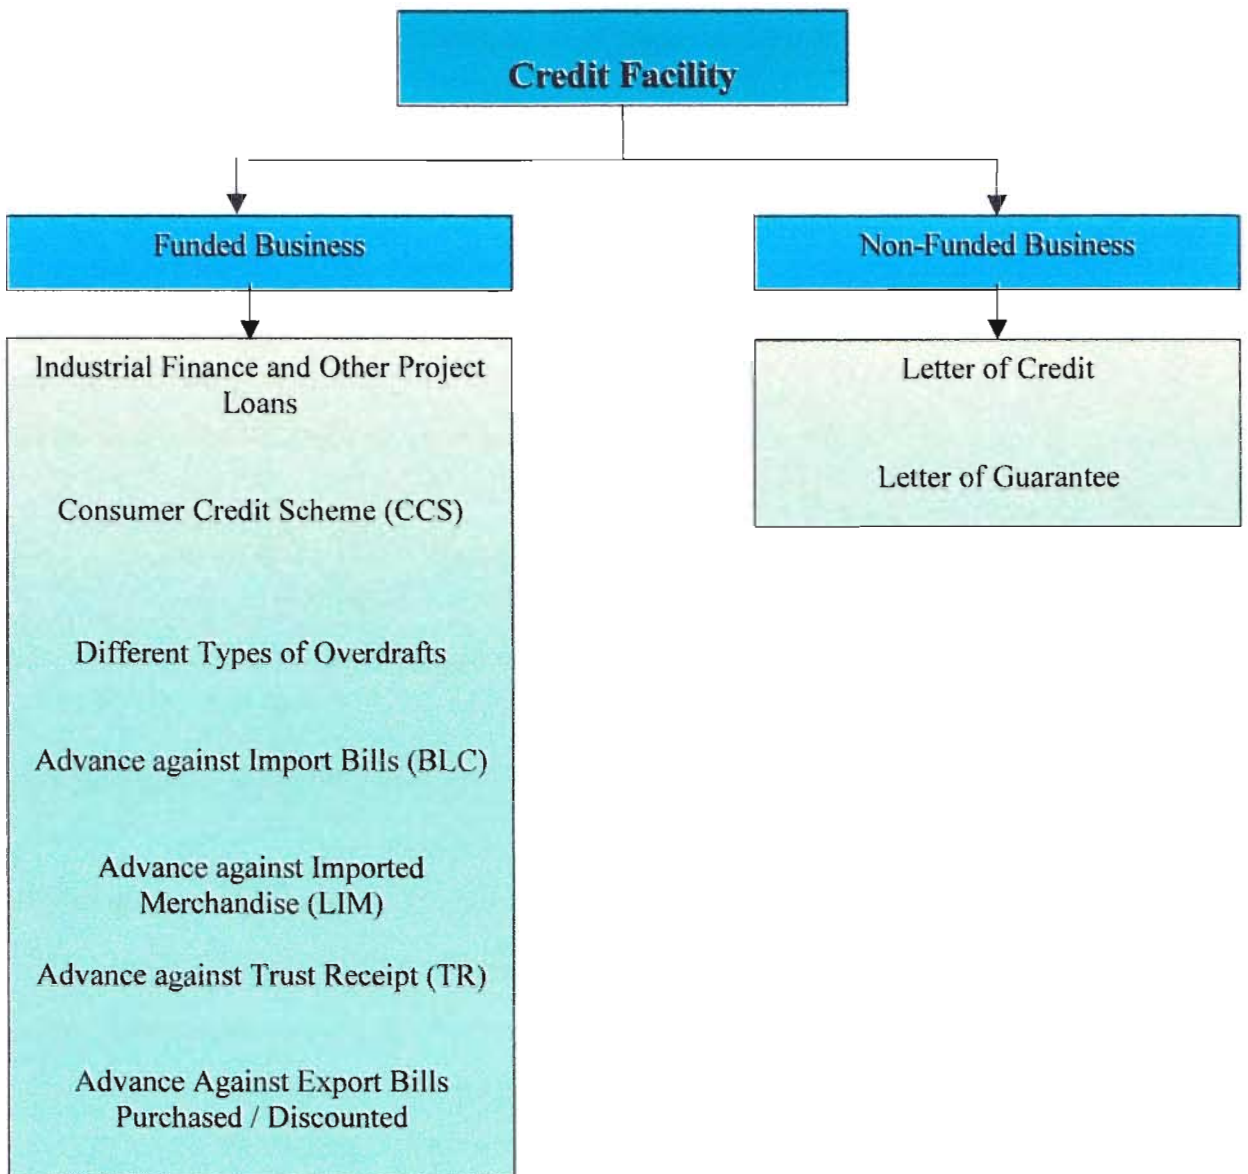 Credit Facility
Funded Business
Non-Funded Business
Industrial Finance and Other Project
Loans
Consumer Credit Scheme (CCS)
Different Types of Overdrafts
Advance against Import Bills (BLC)
Advance against Imported
Merchandise (LIM)
Advance against Trust Receipt (TR)
Advance Against Export Bills
Purchased / Discounted
Letter of Credit
Letter of Guarantee